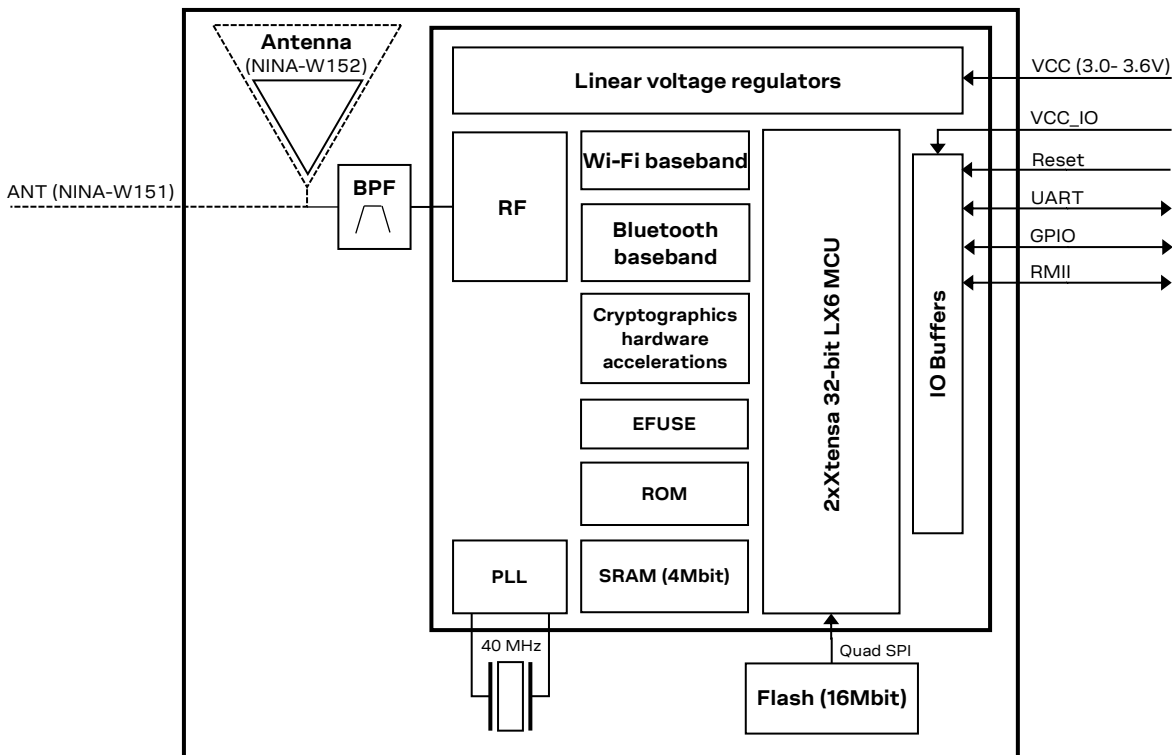 Antenna
(NINA-W152)
Linear voltage regulators
VCC (3.0- 3.6V)
VCC_IO
Reset
UART
GPIO
RMII
ANT (NINA-W151)
BPF
RF
Wi-Fi baseband
Bluetooth
baseband
Cryptographics
hardware
accelerations
EFUSE
ROM
SRAM (4Mbit)
2xXtensa 32-bit LX6 MCU
IO Buffers
PLL
40 MHz
Quad SPI
Flash (16Mbit)